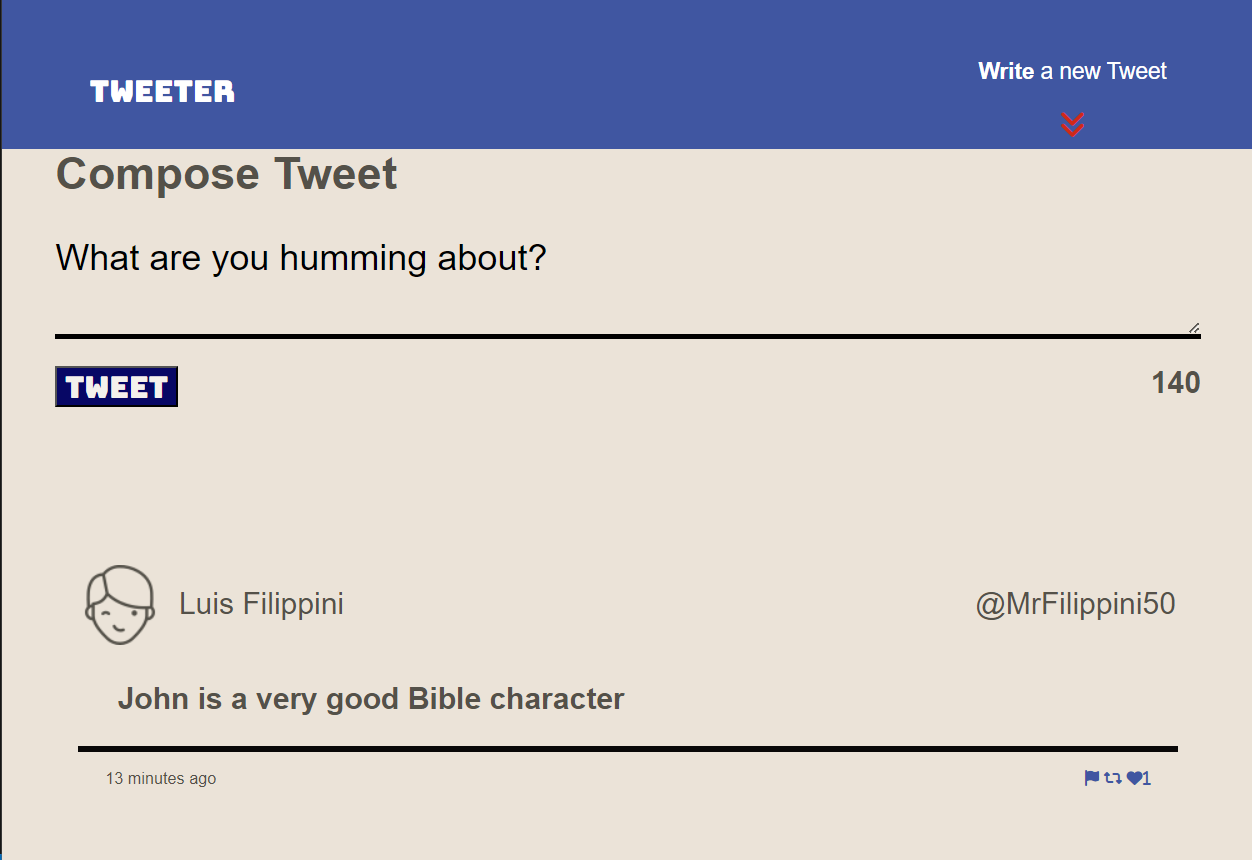 Write a new Tweet
TWEETER
Compose Tweet
What are you humming about?
TWEET
140
Luis Filippini
@MrFilippini50
John is a very good Bible character
13 minutes ago
1